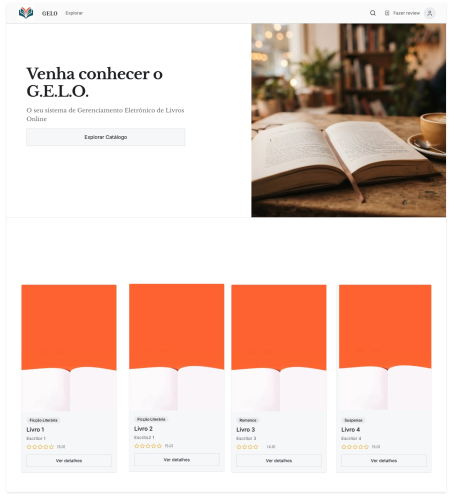 GELO
Explorar
Fazer review
Venha conhecer o
G.E.L.O.
O seu sistema de Gerenciamento Eletrônico de Livros
Online
Explorar Catálogo
Ficção Literária
Livro 1
Escritor 1
Ver detalhes
Ficção Literária
Livro 2
Escritor2 1
Ver detalhes
Romance
Livro 3
Escritor 3
Ver detalhes
Suspense
Livro 4
Escritor 4
Ver detalhes